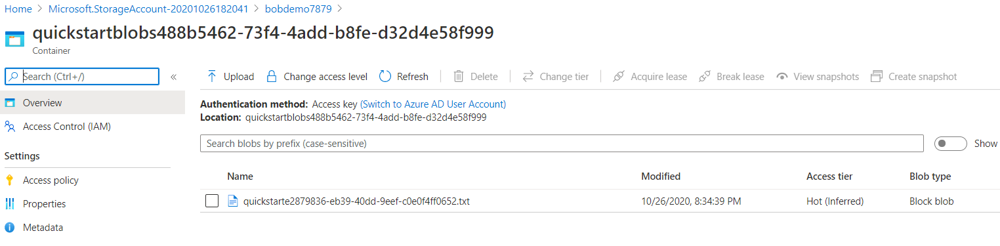 Home > Microsoft.StorageAccount-20201026182041 > bobdemo7879 >
quickstartblobs488b5462-73f4-4add-b8fe-d32d4e58f999
Container
Search (Ctrl+/) «
Upload Change access level Refresh Delete Change tier Acquire lease Break lease View snapshots Create snapshot
Overview
Access Control (IAM)
Settings
Access policy
Properties
Metadata
Authentication method: Access key (Switch to Azure AD User Account)
Location: quickstartblobs488b5462-73f4-4add-b8fe-d32d4e58f999
Search blobs by prefix (case-sensitive) Show
Name Modified Access tier Blob type
quickstarte2879836-eb39-40dd-9eef-c0e0f4ff0652.txt 10/26/2020, 8:34:39 PM Hot (Inferred) Block blob